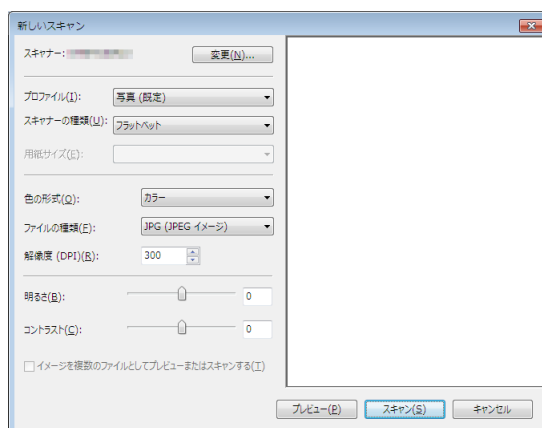 新しいスキャン
スキャナー:
変更(N)...
プロファイル(I): 写真 (既定)
スキャナーの種類(U): フラットベット
用紙サイズ(E):
色の形式(O): カラー
ファイルの種類(F): JPG (JPEG イメージ)
解像度 (DPI)(R): 300
明るさ(B): 0
コントラスト(C): 0
イメージを複数のファイルとしてプレビューまたはスキャンする(T)
プレビュー(P) スキャン(S) キャンセル